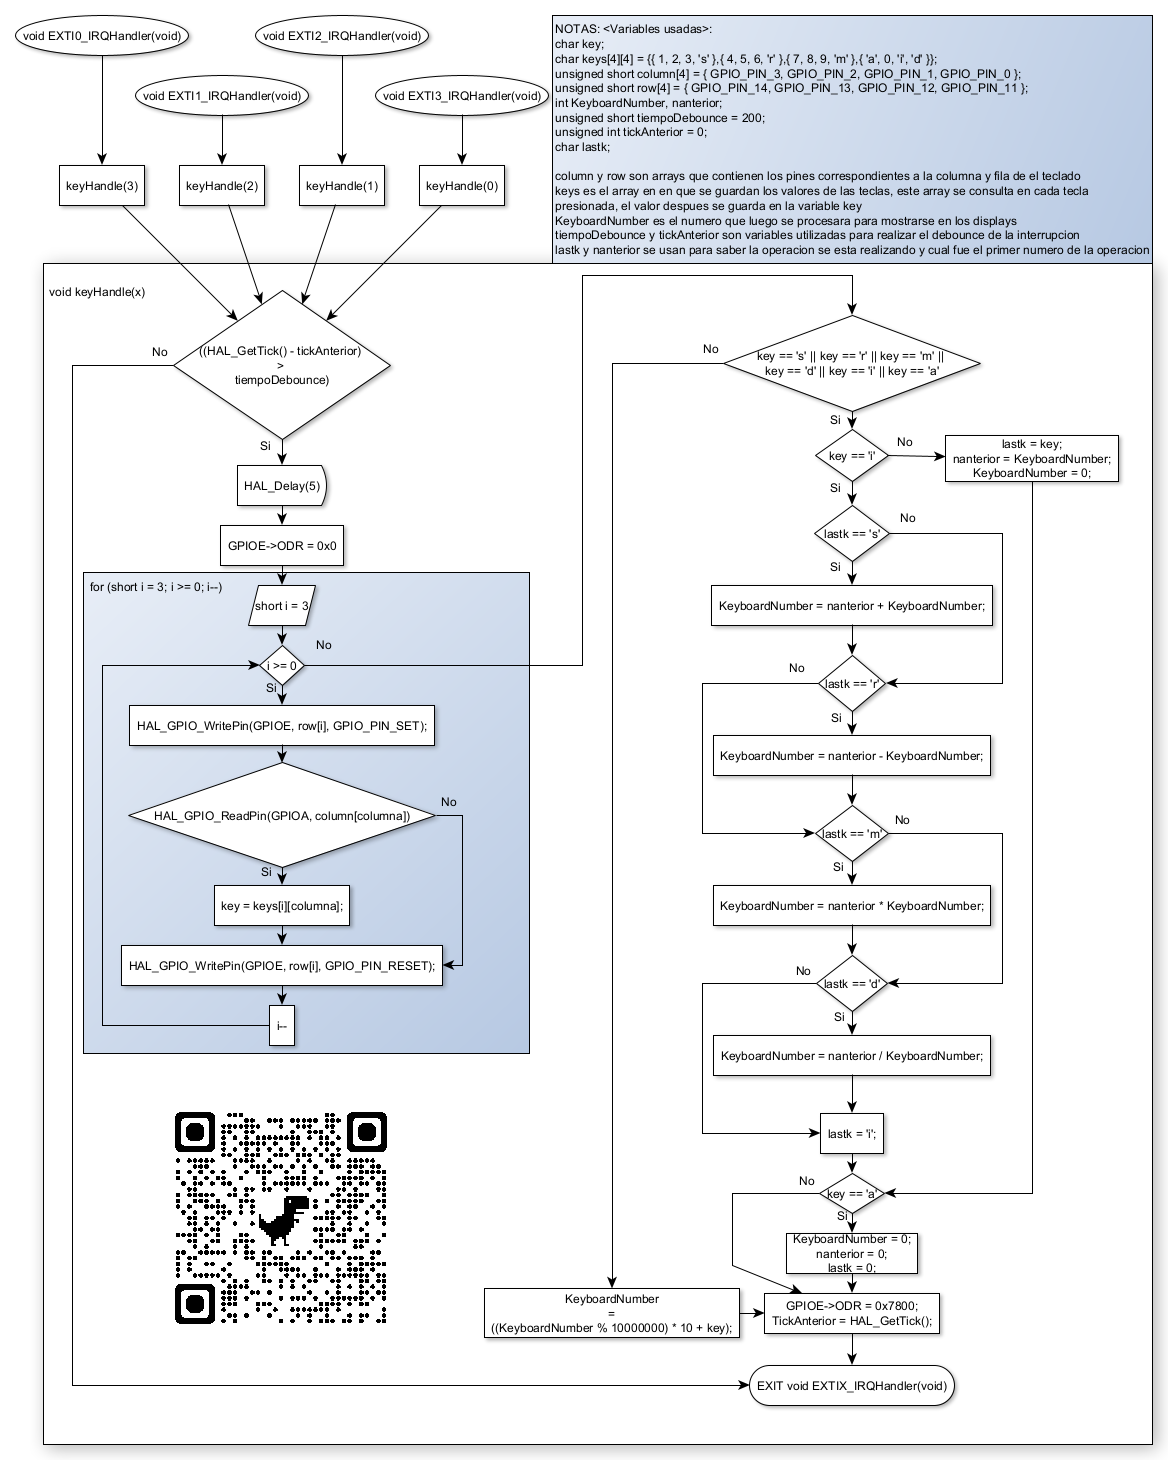 void EXTI0_IRQHandler(void)
void EXTI2_IRQHandler(void)
void EXTI1_IRQHandler(void)
void EXTI3_IRQHandler(void)
keyHandle(3)
keyHandle(2)
keyHandle(1)
keyHandle(0)
NOTAS: <Variables usadas>:
char key;
char keys[4][4] = {{ 1, 2, 3, 's' },{ 4, 5, 6, 'r' },{ 7, 8, 9, 'm' },{ 'a', 0, 'i', 'd' }};
unsigned short column[4] = { GPIO_PIN_3, GPIO_PIN_2, GPIO_PIN_1, GPIO_PIN_0 };
unsigned short row[4] = { GPIO_PIN_14, GPIO_PIN_13, GPIO_PIN_12, GPIO_PIN_11 };
int KeyboardNumber, nanterior;
unsigned short tiempoDebounce = 200;
unsigned int tickAnterior = 0;
char lastk;
column y row son arrays que contienen los pines correspondientes a la columna y fila de el teclado
keys es el array en en que se guardan los valores de las teclas, este array se consulta en cada tecla
presionada, el valor despues se guarda en la variable key
KeyboardNumber es el numero que luego se procesara para mostrarse en los displays
tiempoDebounce y tickAnterior son variables utilizadas para realizar el debounce de la interrupcion
lastk y nanterior se usan para saber la operacion se esta realizando y cual fue el primer numero de la operacion
void keyHandle(x)
((HAL_GetTick() - tickAnterior)
>
tiempoDebounce)
No
Si
HAL_Delay(5)
GPIOE->ODR = 0x0
for (short i = 3; i >= 0; i--)
short i = 3
i >= 0
No
Si
HAL_GPIO_WritePin(GPIOE, row[i], GPIO_PIN_SET);
HAL_GPIO_ReadPin(GPIOA, column[columna])
No
Si
key = keys[i][columna];
HAL_GPIO_WritePin(GPIOE, row[i], GPIO_PIN_RESET);
i--
key == 's' || key == 'r' || key == 'm' ||
key == 'd' || key == 'i' || key == 'a'
No
Si
key == 'i'
No
lastk = key;
nanterior = KeyboardNumber;
KeyboardNumber = 0;
Si
lastk == 's'
No
Si
KeyboardNumber = nanterior + KeyboardNumber;
lastk == 'r'
No
Si
KeyboardNumber = nanterior - KeyboardNumber;
lastk == 'm'
No
Si
KeyboardNumber = nanterior * KeyboardNumber;
lastk == 'd'
No
Si
KeyboardNumber = nanterior / KeyboardNumber;
lastk = 'i';
key == 'a'
No
Si
KeyboardNumber = 0;
nanterior = 0;
lastk = 0;
KeyboardNumber
=
((KeyboardNumber % 10000000) * 10 + key);
GPIOE->ODR = 0x7800;
TickAnterior = HAL_GetTick();
EXIT void EXTIX_IRQHandler(void)